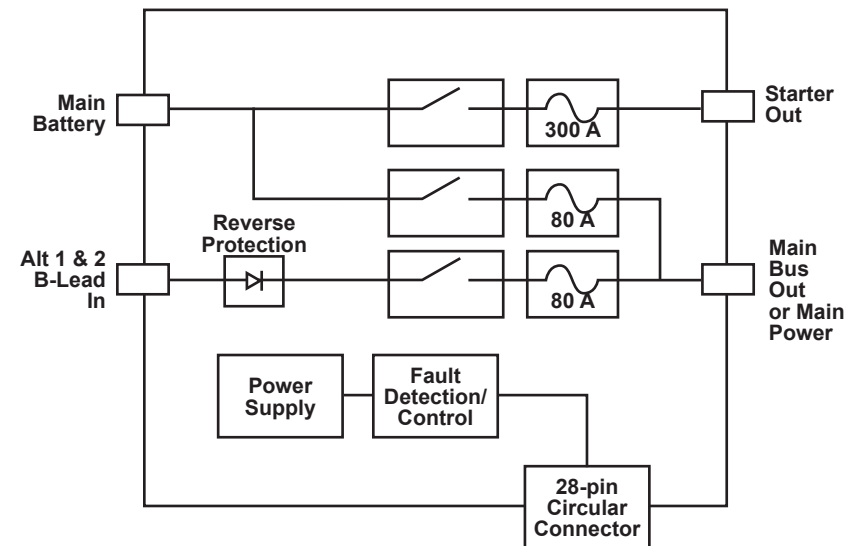 Main
Battery
300 A
Starter
Out
80 A
Reverse
Protection
Alt 1 & 2
B-Lead
In
80 A
Main
Bus
Out
or Main
Power
Power
Supply
Fault
Detection/
Control
28-pin
Circular
Connector